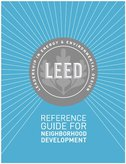 LEADERSHIP IN ENERGY & ENVIRONMENTAL DESIGN
LEED
REFERENCE
GUIDE FOR
NEIGHBORHOOD
DEVELOPMENT